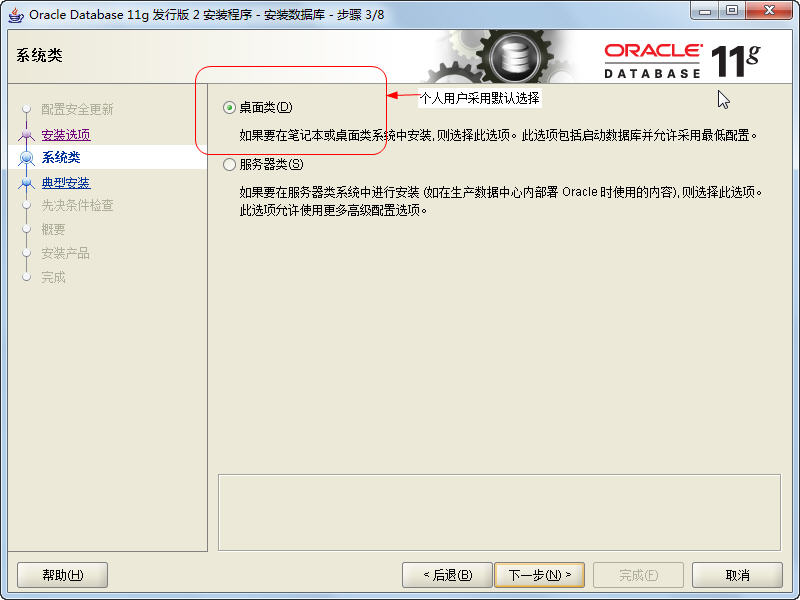 Oracle Database 11g 发行版 2 安装程序 - 安装数据库 - 步骤 3/8
系统类
ORACLE
DATABASE
11g
配置安全更新
安装选项
系统类
典型安装
先决条件检查
概要
安装产品
完成
桌面类(D)
个人用户采用默认选择
如果要在笔记本或桌面类系统中安装,则选择此选项。此选项包括启动数据库并允许采用最低配置。
服务器类(S)
如果要在服务器类系统中进行安装 (如在生产数据中心内部署 Oracle 时使用的内容),则选择此选项。
此选项允许使用更多高级配置选项。
帮助(H)
< 后退(B)
下一步(N) >
完成(F)
取消